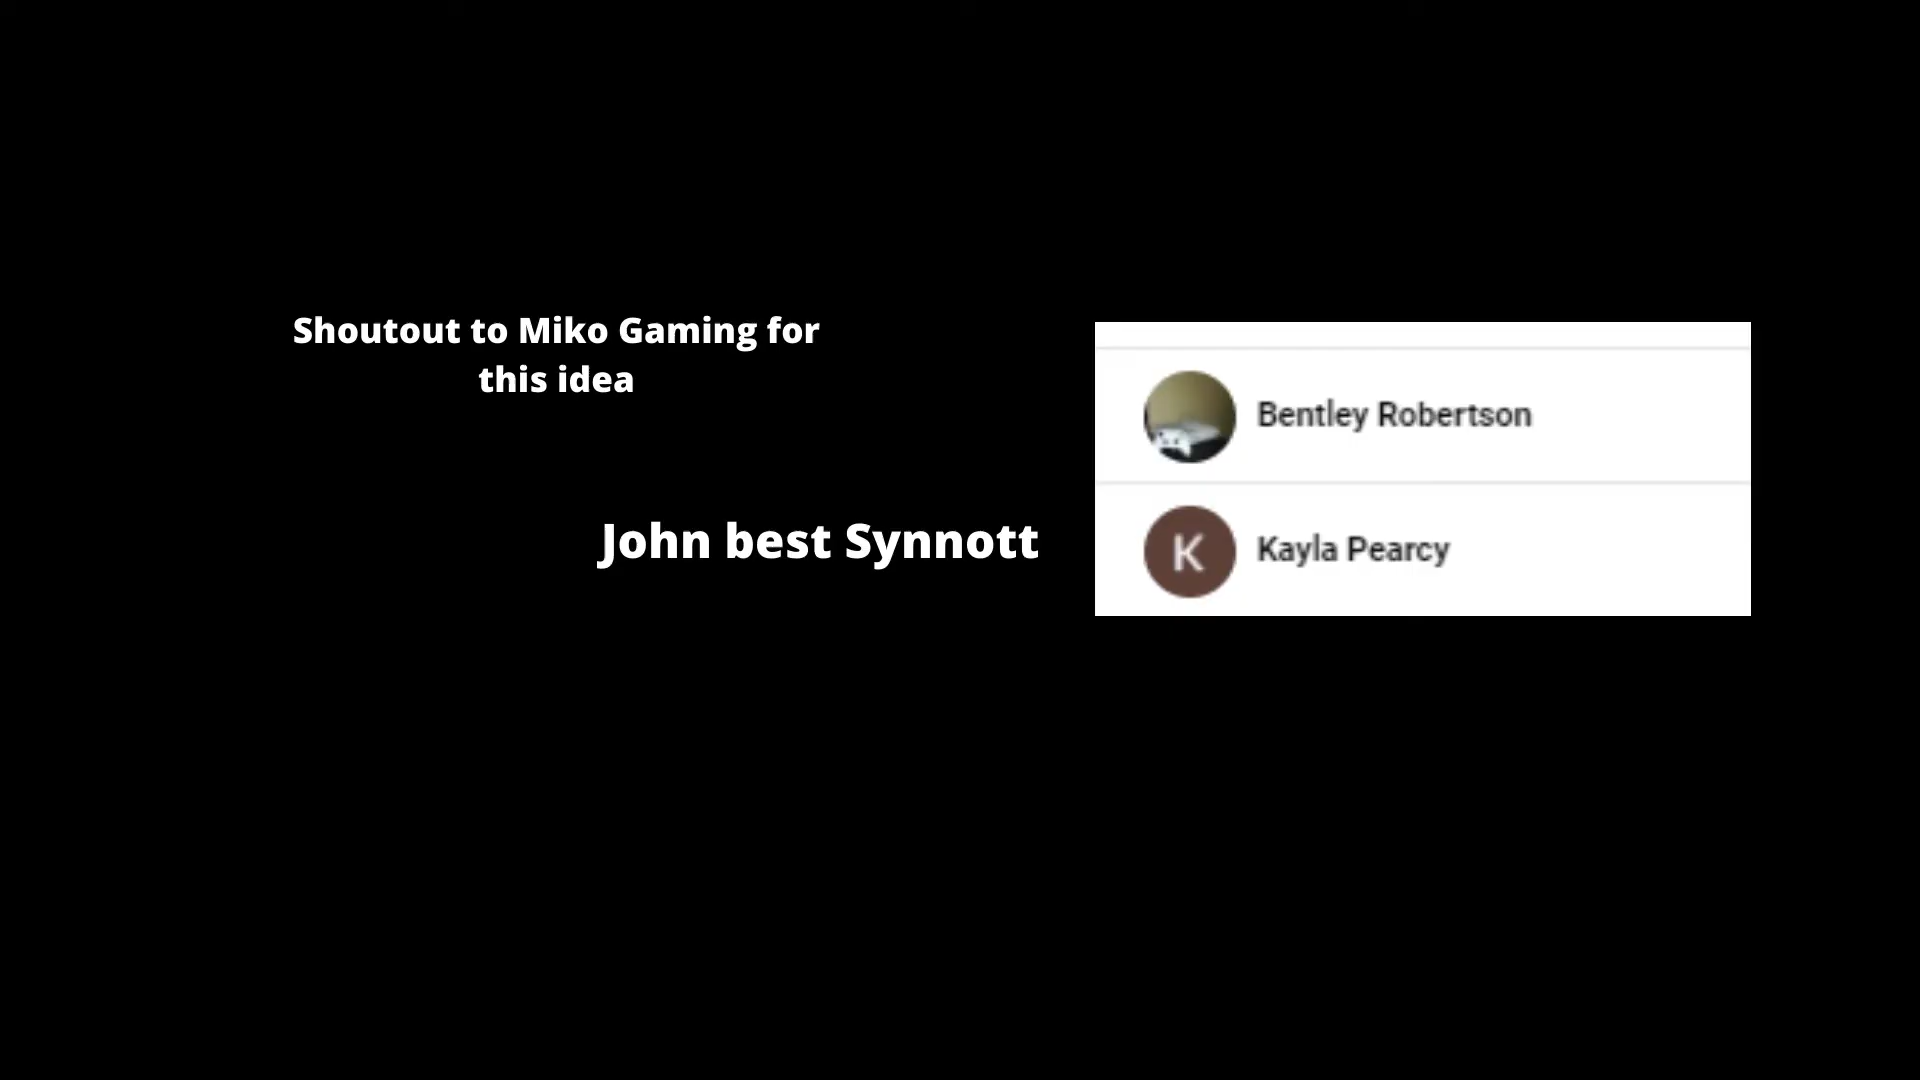 Shoutout to Miko Gaming for
this idea
John best Synnott
Bentley Robertson
K
Kayla Pearcy